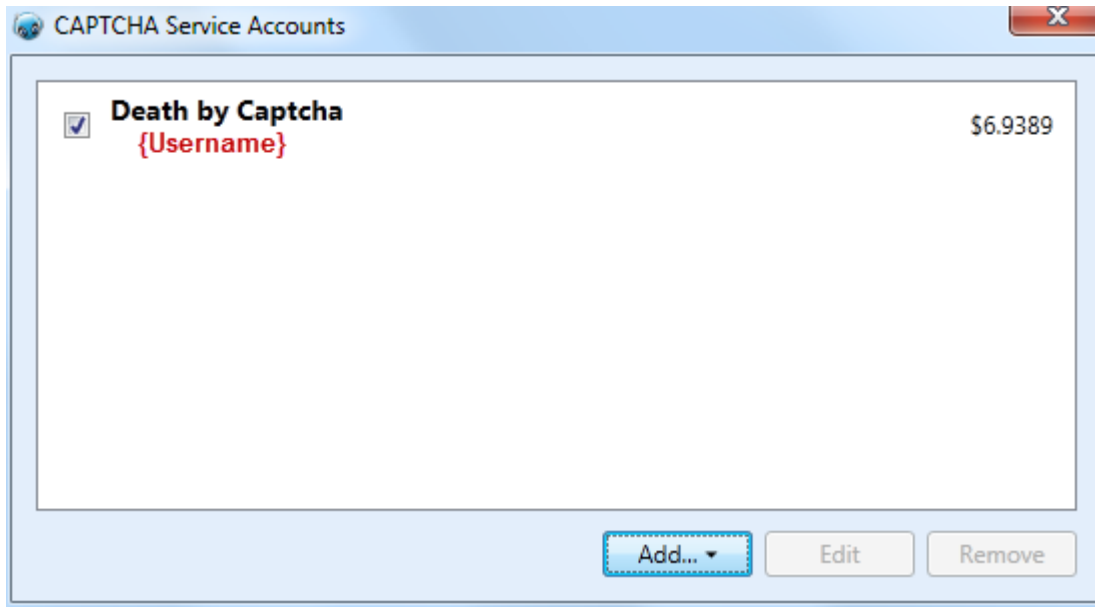 CAPTCHA Service Accounts
Death by Captcha
{Username}
$6.9389
Add...
Edit
Remove